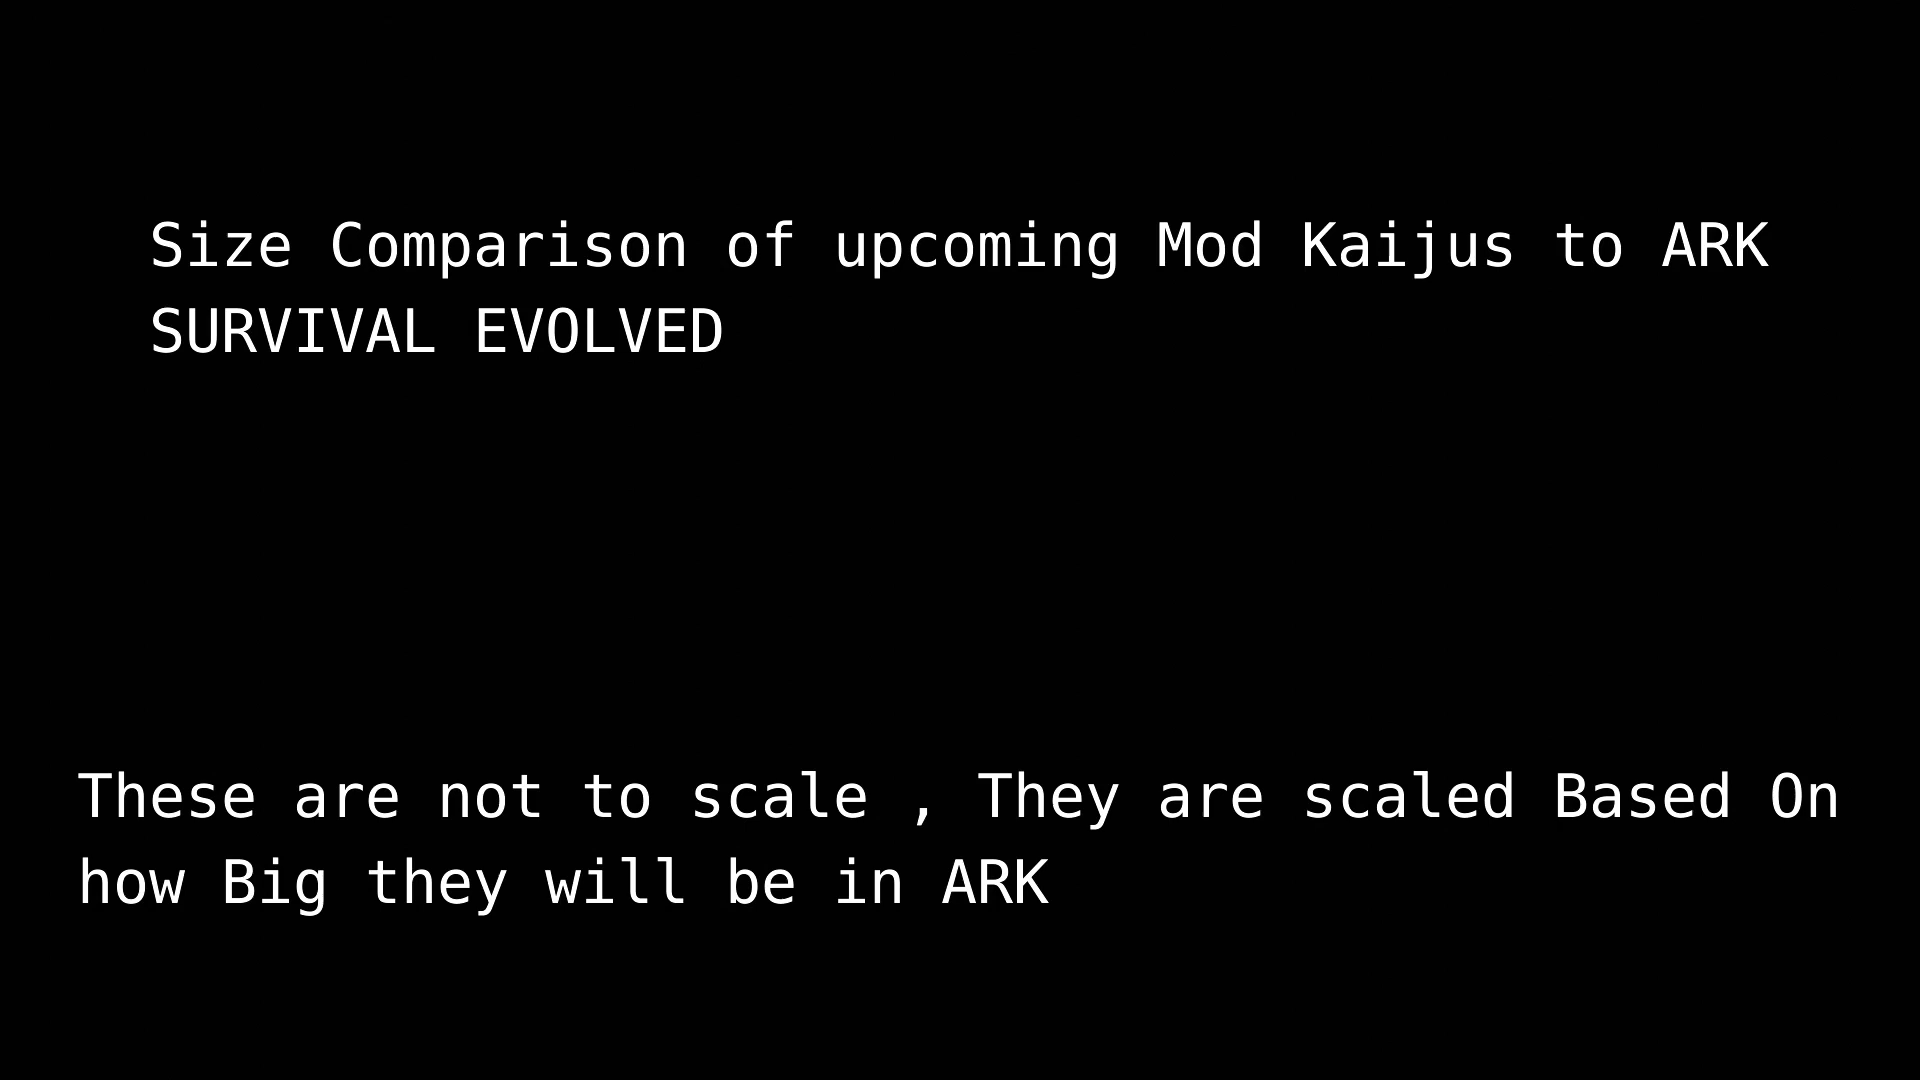 Size Comparison of upcoming Mod Kaijus to ARK
SURVIVAL EVOLVED
These are not to scale , They are scaled Based On
how Big they will be in ARK